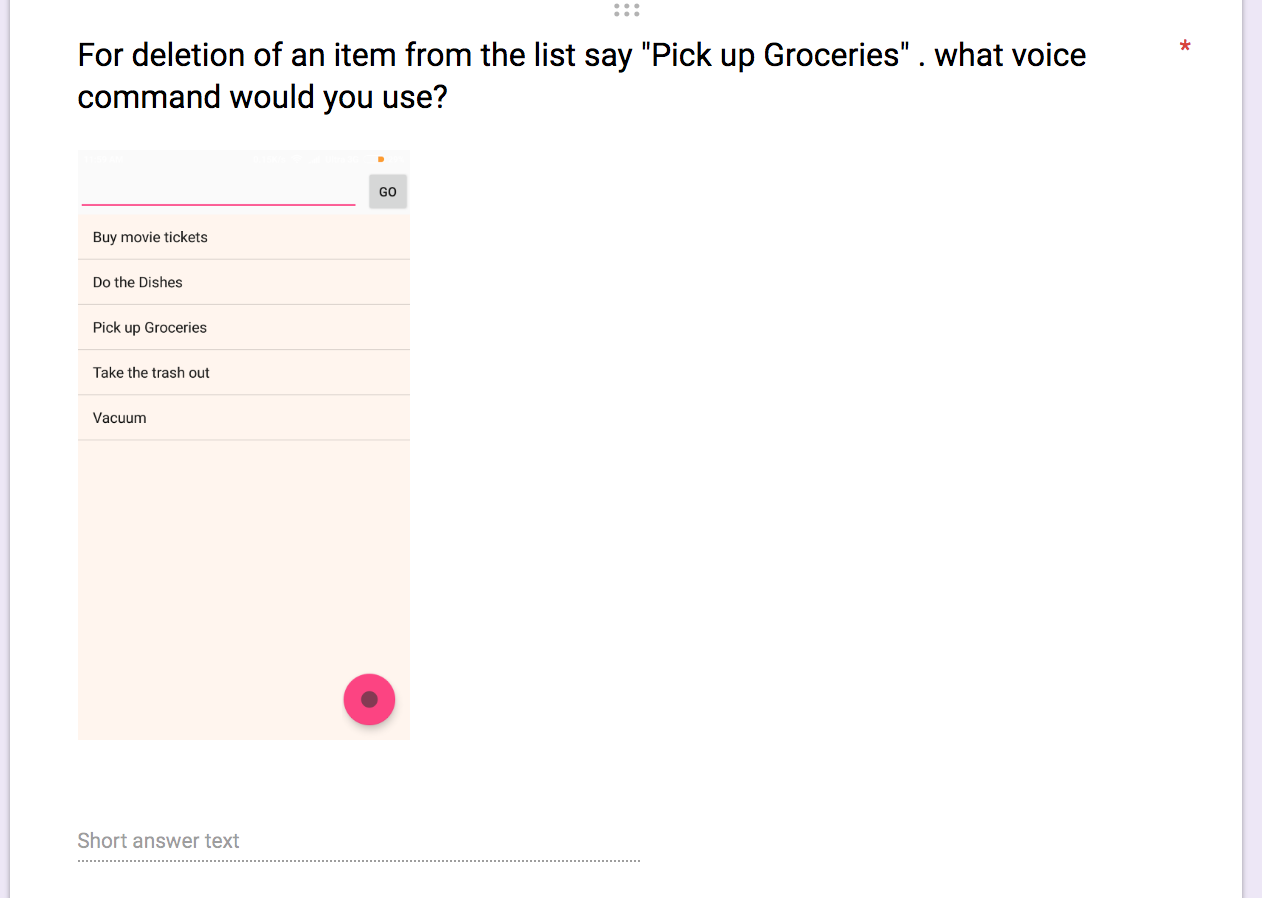 For deletion of an item from the list say "Pick up Groceries" . what voice
command would you use?
*
GO
Buy movie tickets
Do the Dishes
Pick up Groceries
Take the trash out
Vacuum
Short answer text